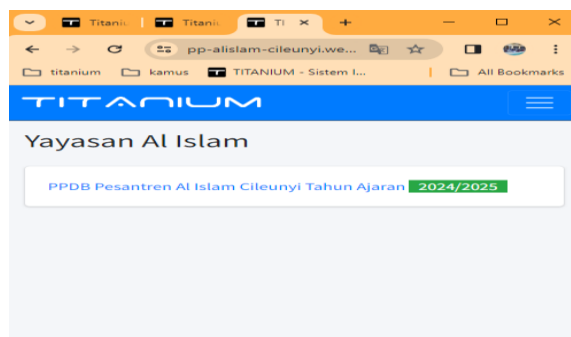 Titaniu
Titaniu
Ti
pp-alislam-cileunyi.we...
titanium
kamus
TITANIUM - Sistem I...
All Bookmarks
TITANIUM
Yayasan Al Islam
PPDB Pesantren Al Islam Cileunyi Tahun Ajaran 2024/2025